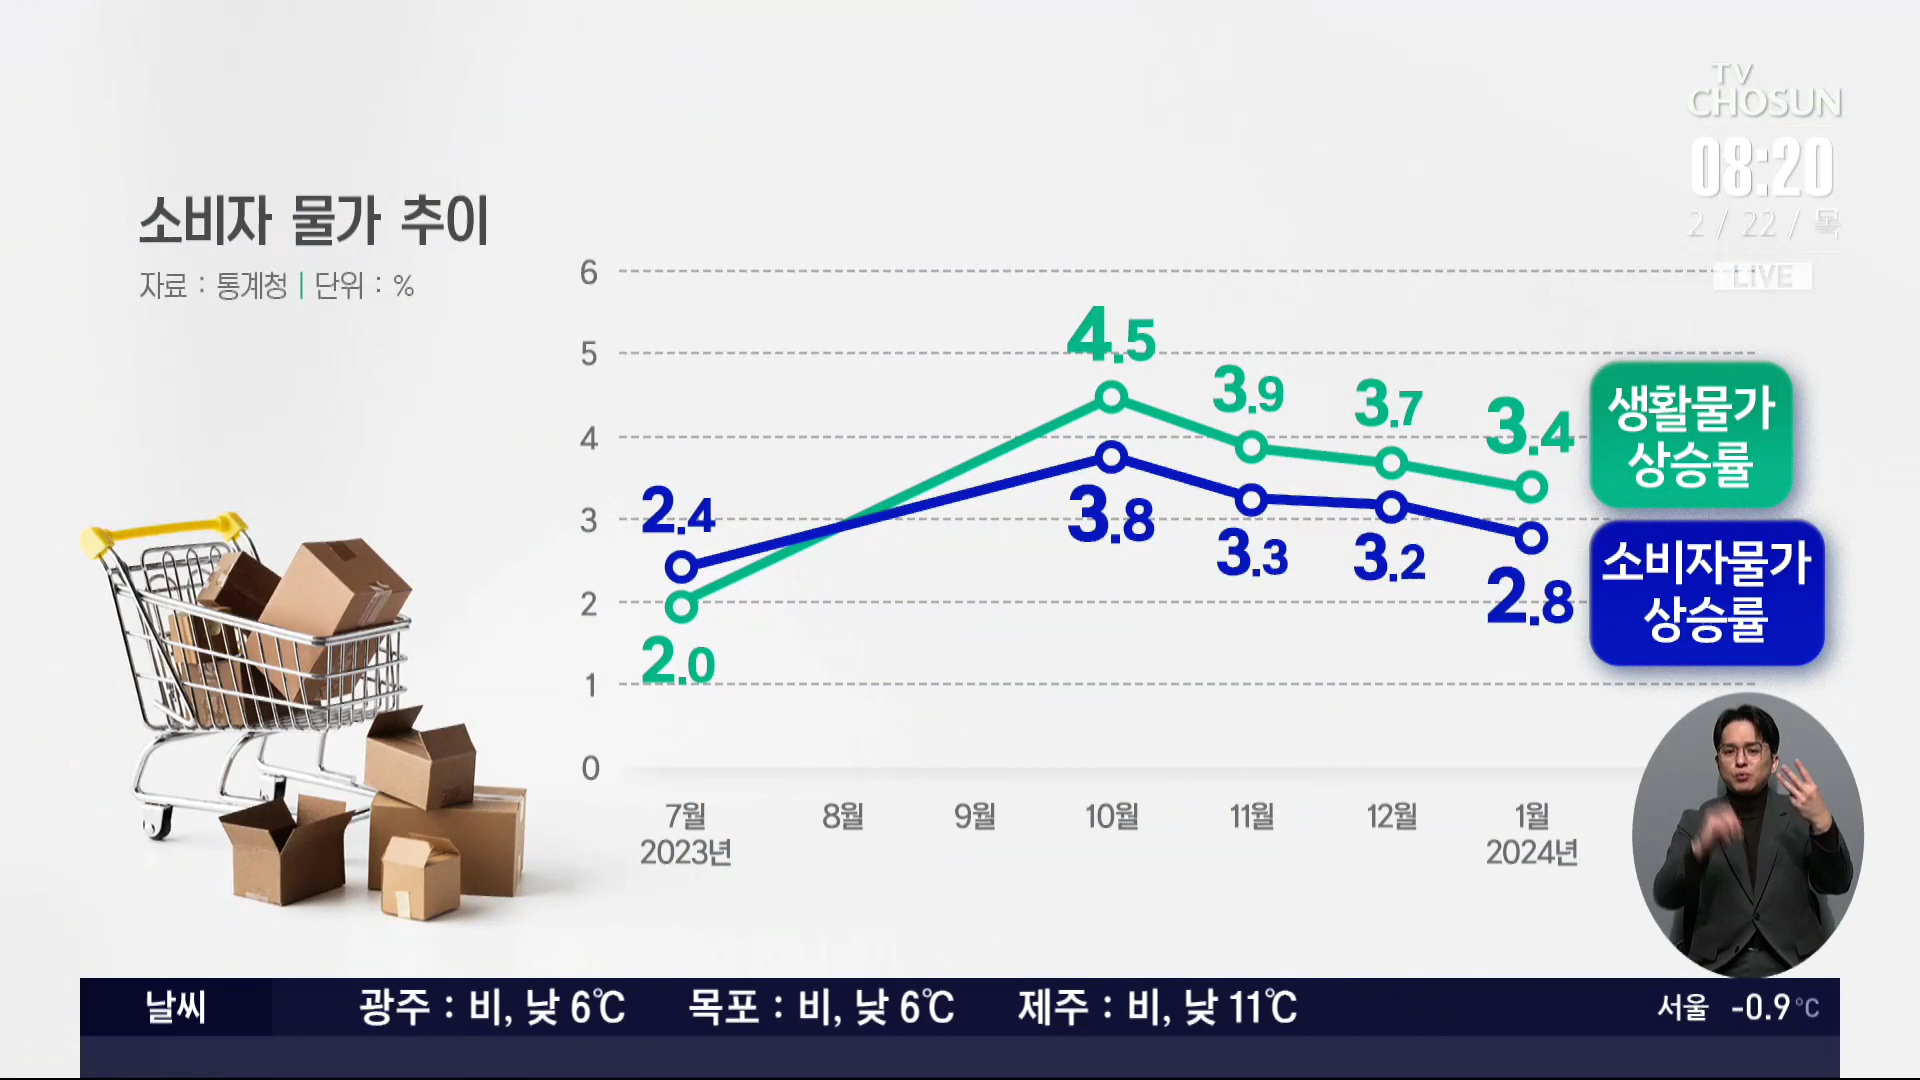 TV
CHOSUN
08:20
2 / 22 / 목
LIVE
소비자 물가 추이
자료 : 통계청 | 단위 : %
6
5
4
3
2
1
0
4.5
3.9
3.7
3.4
2.4
2.0
3.8
3.3
3.2
2.8
생활물가
상승률
소비자물가
상승률
7월 8월 9월 10월 11월 12월 1월
2023년 2024년
날씨 광주 : 비, 낮 6℃ 목포 : 비, 낮 6℃ 제주 : 비, 낮 11℃ 서울 -0.9℃